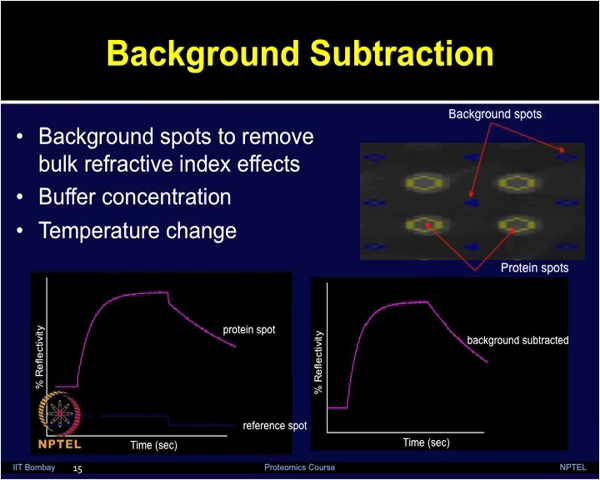 Background Subtraction
• Background spots to remove
bulk refractive index effects
• Buffer concentration
• Temperature change
Background spots
Protein spots
% Reflectivity
protein spot
reference spot
Time (sec)
NPTEL
% Reflectivity
background subtracted
Time (sec)
IIT Bombay 15 Proteomics Course NPTEL